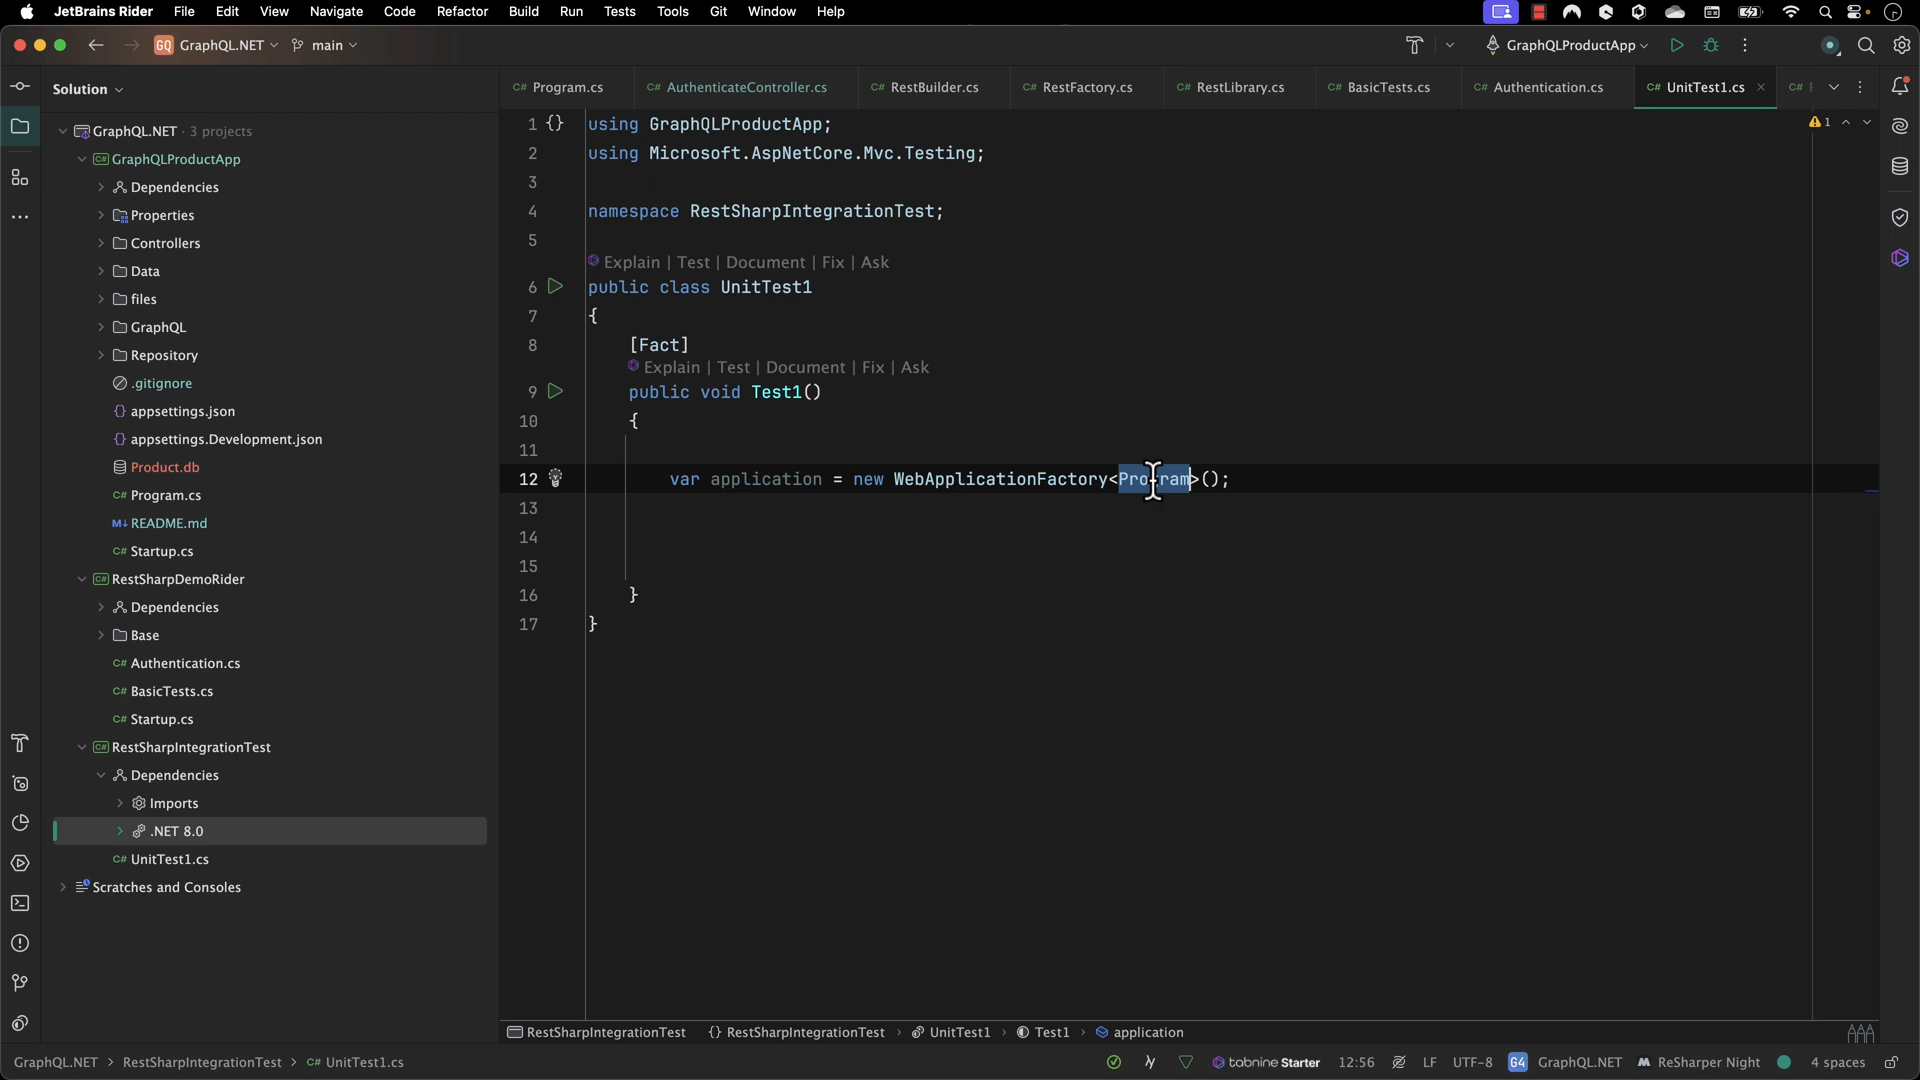 JetBrains Rider File Edit View Navigate Code Refactor Build Run Tests Tools Git Window Help
GQ GraphQL.NET main GraphQLProductApp
Solution
C# Program.cs C# AuthenticateController.cs C# RestBuilder.cs C# RestFactory.cs C# RestLibrary.cs C# BasicTests.cs C# Authentication.cs C# UnitTest1.cs C#
GraphQL.NET · 3 projects
GraphQLProductApp
Dependencies
Properties
Controllers
Data
files
GraphQL
Repository
.gitignore
{} appsettings.json
{} appsettings.Development.json
Product.db
C# Program.cs
M↓ README.md
C# Startup.cs
RestSharpDemoRider
Dependencies
Base
C# Authentication.cs
C# BasicTests.cs
C# Startup.cs
RestSharpIntegrationTest
Dependencies
Imports
.NET 8.0
C# UnitTest1.cs
Scratches and Consoles
1
1 {} using GraphQLProductApp;
2 using Microsoft.AspNetCore.Mvc.Testing;
3
4 namespace RestSharpIntegrationTest;
5
Explain | Test | Document | Fix | Ask
6 public class UnitTest1
7 {
8 [Fact]
Explain | Test | Document | Fix | Ask
9 public void Test1()
10 {
11
12 var application = new WebApplicationFactory<Program>();
13
14
15
16 }
17 }
RestSharpIntegrationTest {} RestSharpIntegrationTest › UnitTest1 › Test1 › application
GraphQL.NET > RestSharpIntegrationTest > C# UnitTest1.cs tabnine Starter 12:56 LF UTF-8 G4 GraphQL.NET ReSharper Night 4 spaces